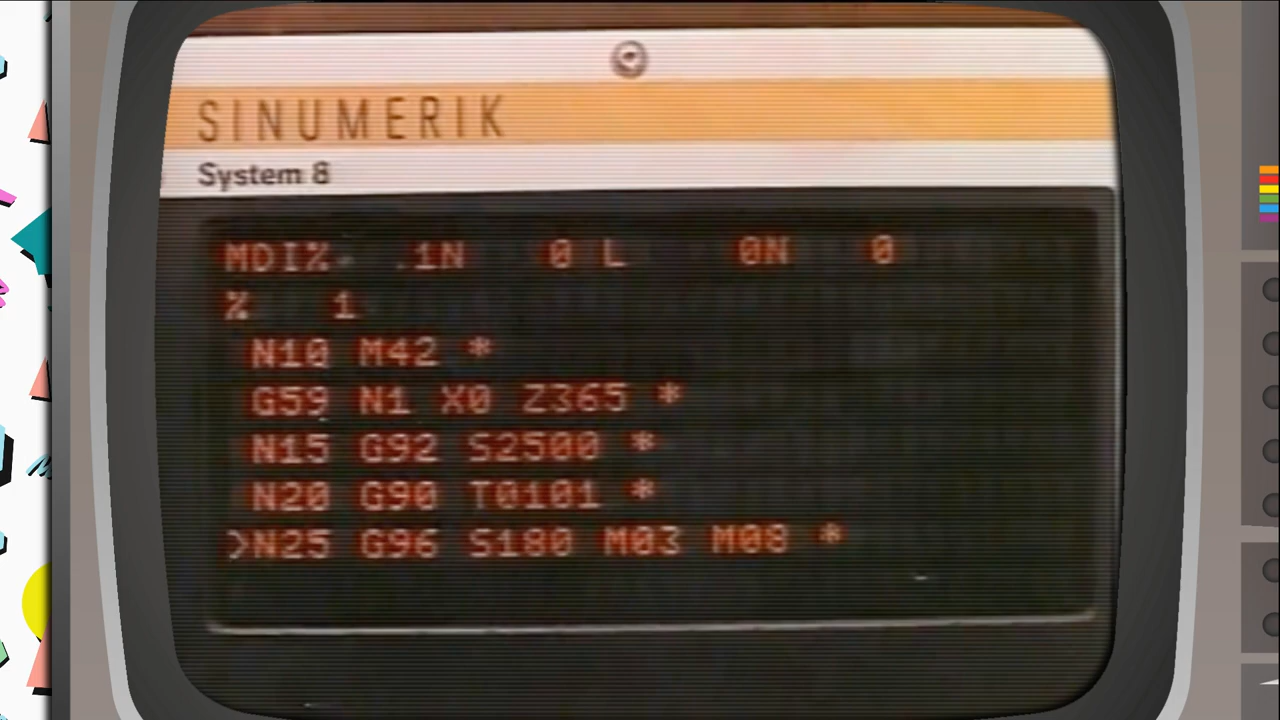 SINUMERIK
System 8
MDI% 1N 0 L 0N 0
% 1
N10 M42 *
G59 N1 X0 Z365 *
N15 G92 S2500 *
N20 G90 T0101 *
>N25 G96 S180 M03 M08 *